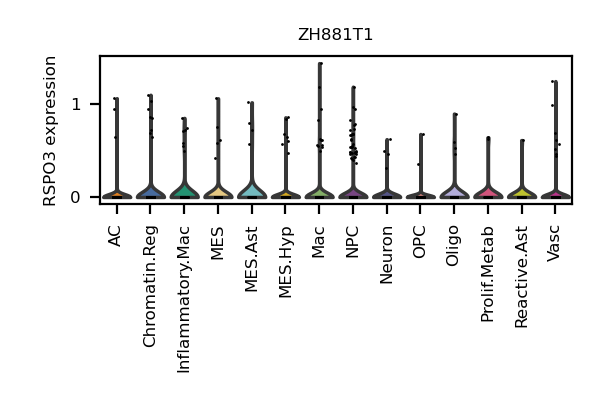 ZH881T1
RSPO3 expression
1
0
AC
Chromatin.Reg
Inflammatory.Mac
MES
MES.Ast
MES.Hyp
Mac
NPC
Neuron
OPC
Oligo
Prolif.Metab
Reactive.Ast
Vasc